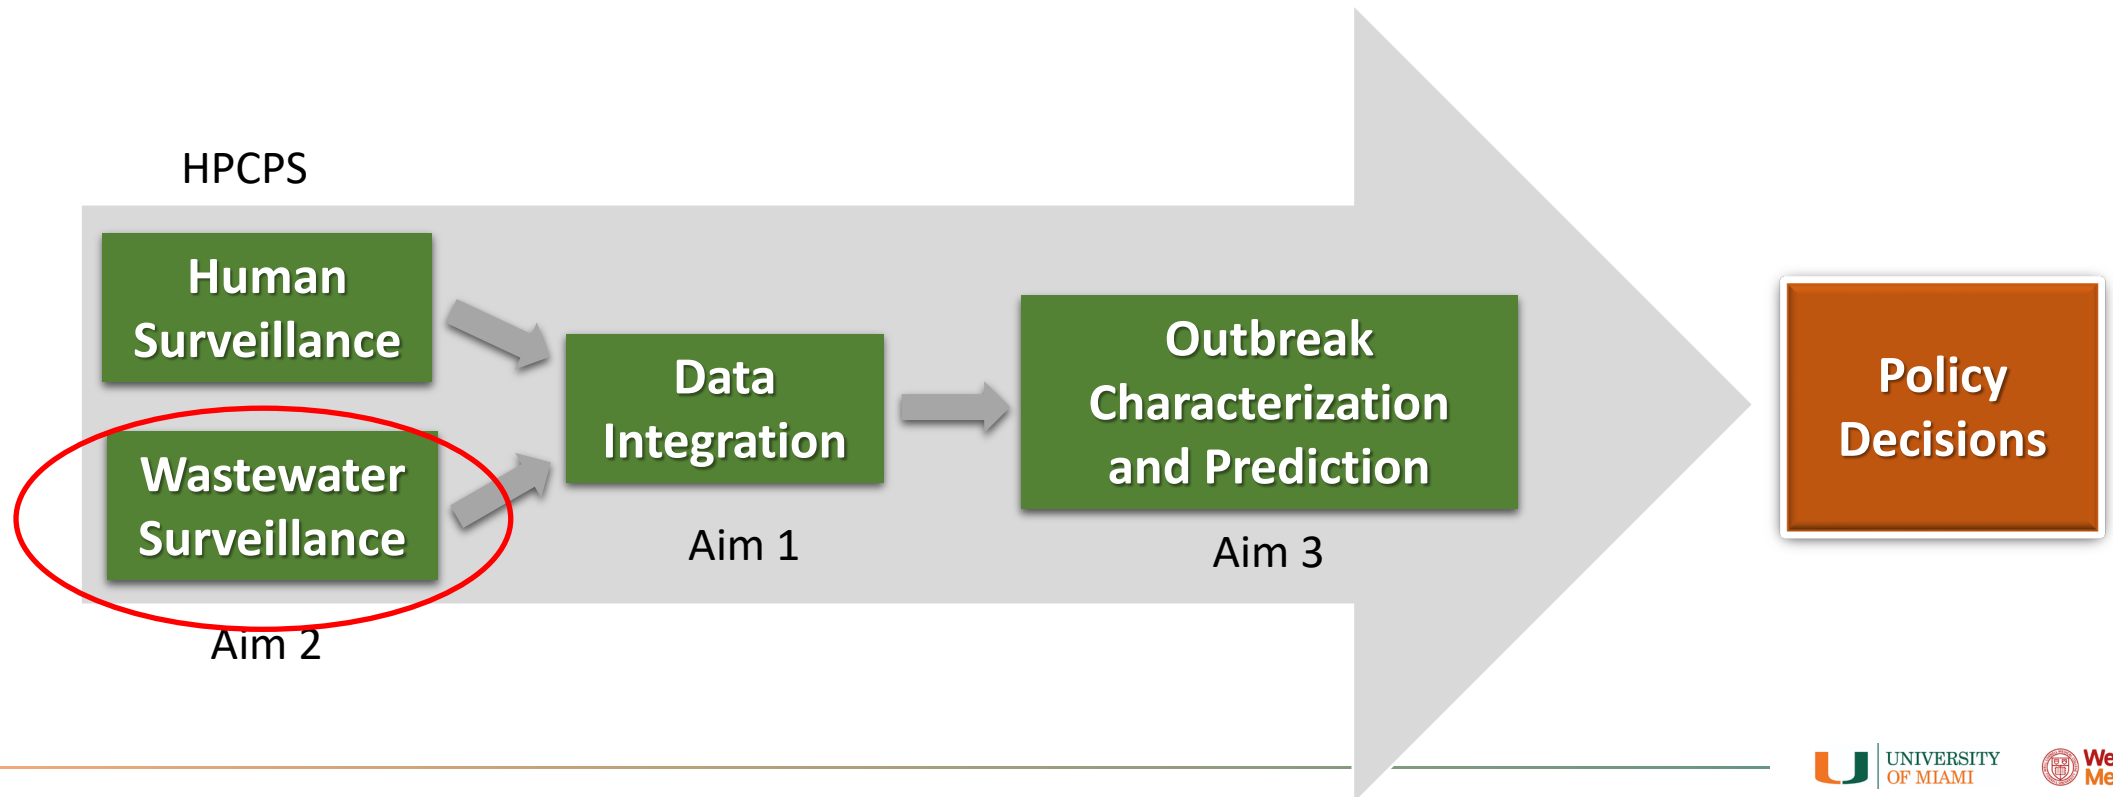 HPCPS
Human
Surveillance
Wastewater
Surveillance
Aim 2
Data
Integration
Aim 1
Outbreak
Characterization
and Prediction
Aim 3
Policy
Decisions
UNIVERSITY
OF MIAMI